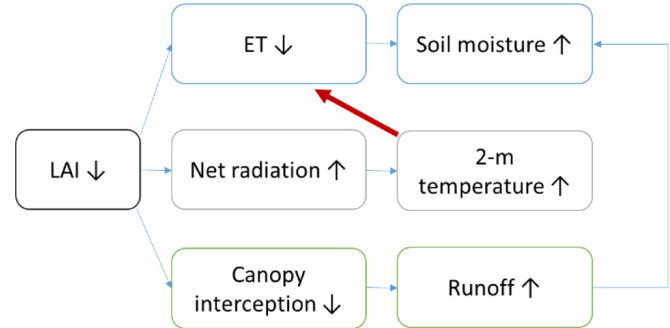 ET ↓
Soil moisture ↑
LAI ↓
Net radiation ↑
2-m
temperature ↑
Canopy
interception ↓
Runoff ↑